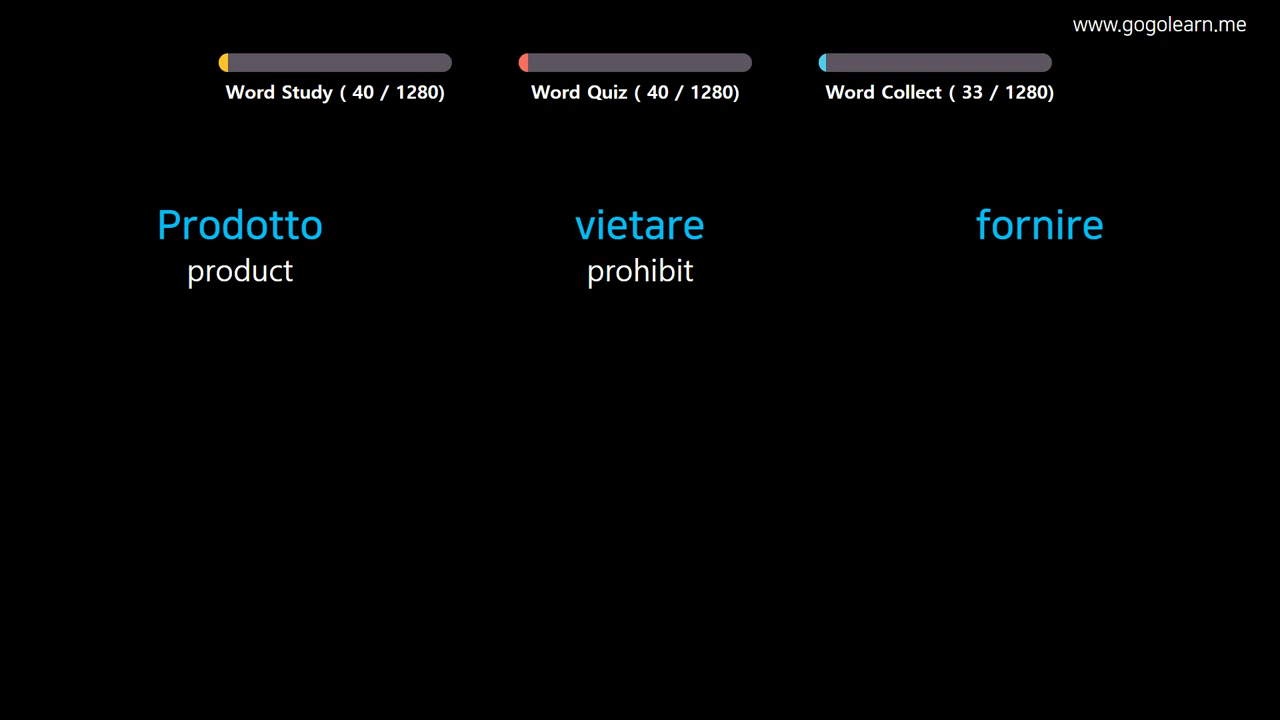 www.gogolearn.me
Word Study ( 40 / 1280)
Word Quiz ( 40 / 1280)
Word Collect ( 33 / 1280)
Prodotto
product
vietare
prohibit
fornire